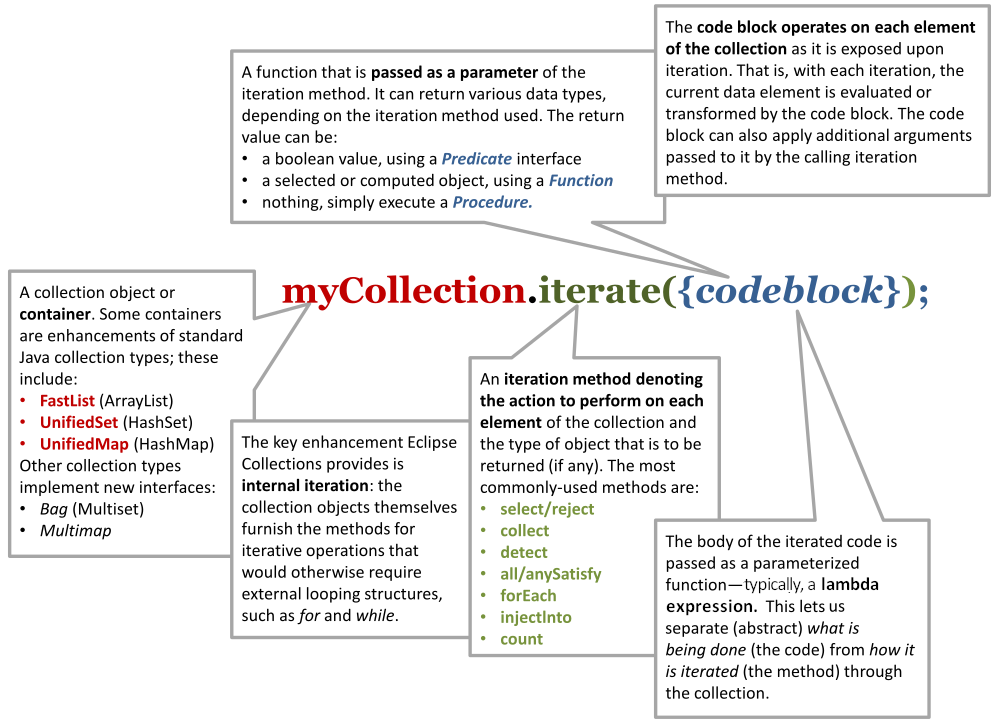 The code block operates on each element
of the collection as it is exposed upon
iteration. That is, with each iteration, the
current data element is evaluated or
transformed by the code block. The code
block can also apply additional arguments
passed to it by the calling iteration
method.
A function that is passed as a parameter of the
iteration method. It can return various data types,
depending on the iteration method used. The return
value can be:
• a boolean value, using a Predicate interface
• a selected or computed object, using a Function
• nothing, simply execute a Procedure.
myCollection.iterate({codeblock});
A collection object or
container. Some containers
are enhancements of standard
Java collection types; these
include:
• FastList (ArrayList)
• UnifiedSet (HashSet)
• UnifiedMap (HashMap)
Other collection types
implement new interfaces:
• Bag (Multiset)
• Multimap
The key enhancement Eclipse
Collections provides is
internal iteration: the
collection objects themselves
furnish the methods for
iterative operations that
would otherwise require
external looping structures,
such as for and while.
An iteration method denoting
the action to perform on each
element of the collection and
the type of object that is to be
returned (if any). The most
commonly-used methods are:
• select/reject
• collect
• detect
• all/anySatisfy
• forEach
• injectInto
• count
The body of the iterated code is
passed as a parameterized
function—typically, a lambda
expression. This lets us
separate (abstract) what is
being done (the code) from how it
is iterated (the method) through
the collection.